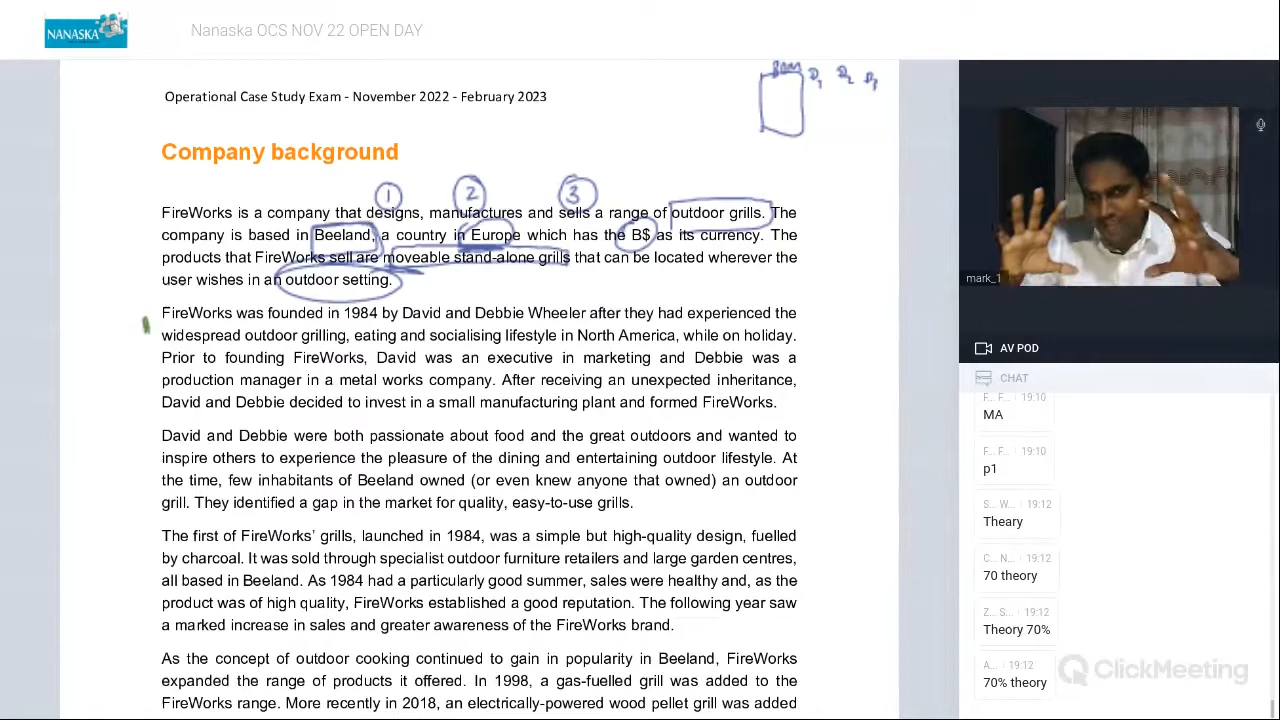 NANASKA
Nanaska OCS NOV 22 OPEN DAY
Operational Case Study Exam - November 2022 - February 2023
Company background
1 2 3
FireWorks is a company that designs, manufactures and sells a range of outdoor grills. The
company is based in Beeland, a country in Europe which has the B$ as its currency. The
products that FireWorks sell are moveable stand-alone grills that can be located wherever the
user wishes in an outdoor setting.
FireWorks was founded in 1984 by David and Debbie Wheeler after they had experienced the
widespread outdoor grilling, eating and socialising lifestyle in North America, while on holiday.
Prior to founding FireWorks, David was an executive in marketing and Debbie was a
production manager in a metal works company. After receiving an unexpected inheritance,
David and Debbie decided to invest in a small manufacturing plant and formed FireWorks.
David and Debbie were both passionate about food and the great outdoors and wanted to
inspire others to experience the pleasure of the dining and entertaining outdoor lifestyle. At
the time, few inhabitants of Beeland owned (or even knew anyone that owned) an outdoor
grill. They identified a gap in the market for quality, easy-to-use grills.
The first of FireWorks' grills, launched in 1984, was a simple but high-quality design, fuelled
by charcoal. It was sold through specialist outdoor furniture retailers and large garden centres,
all based in Beeland. As 1984 had a particularly good summer, sales were healthy and, as the
product was of high quality, FireWorks established a good reputation. The following year saw
a marked increase in sales and greater awareness of the FireWorks brand.
As the concept of outdoor cooking continued to gain in popularity in Beeland, FireWorks
expanded the range of products it offered. In 1998, a gas-fuelled grill was added to the
FireWorks range. More recently in 2018, an electrically-powered wood pellet grill was added
mark_1
AV POD
CHAT
F... F... 19:10
MA
F... F... 19:10
p1
S... W... 19:12
Theary
C... N... 19:12
70 theory
Z... S... 19:12
Theory 70%
A... 19:12
70% theory
ClickMeeting